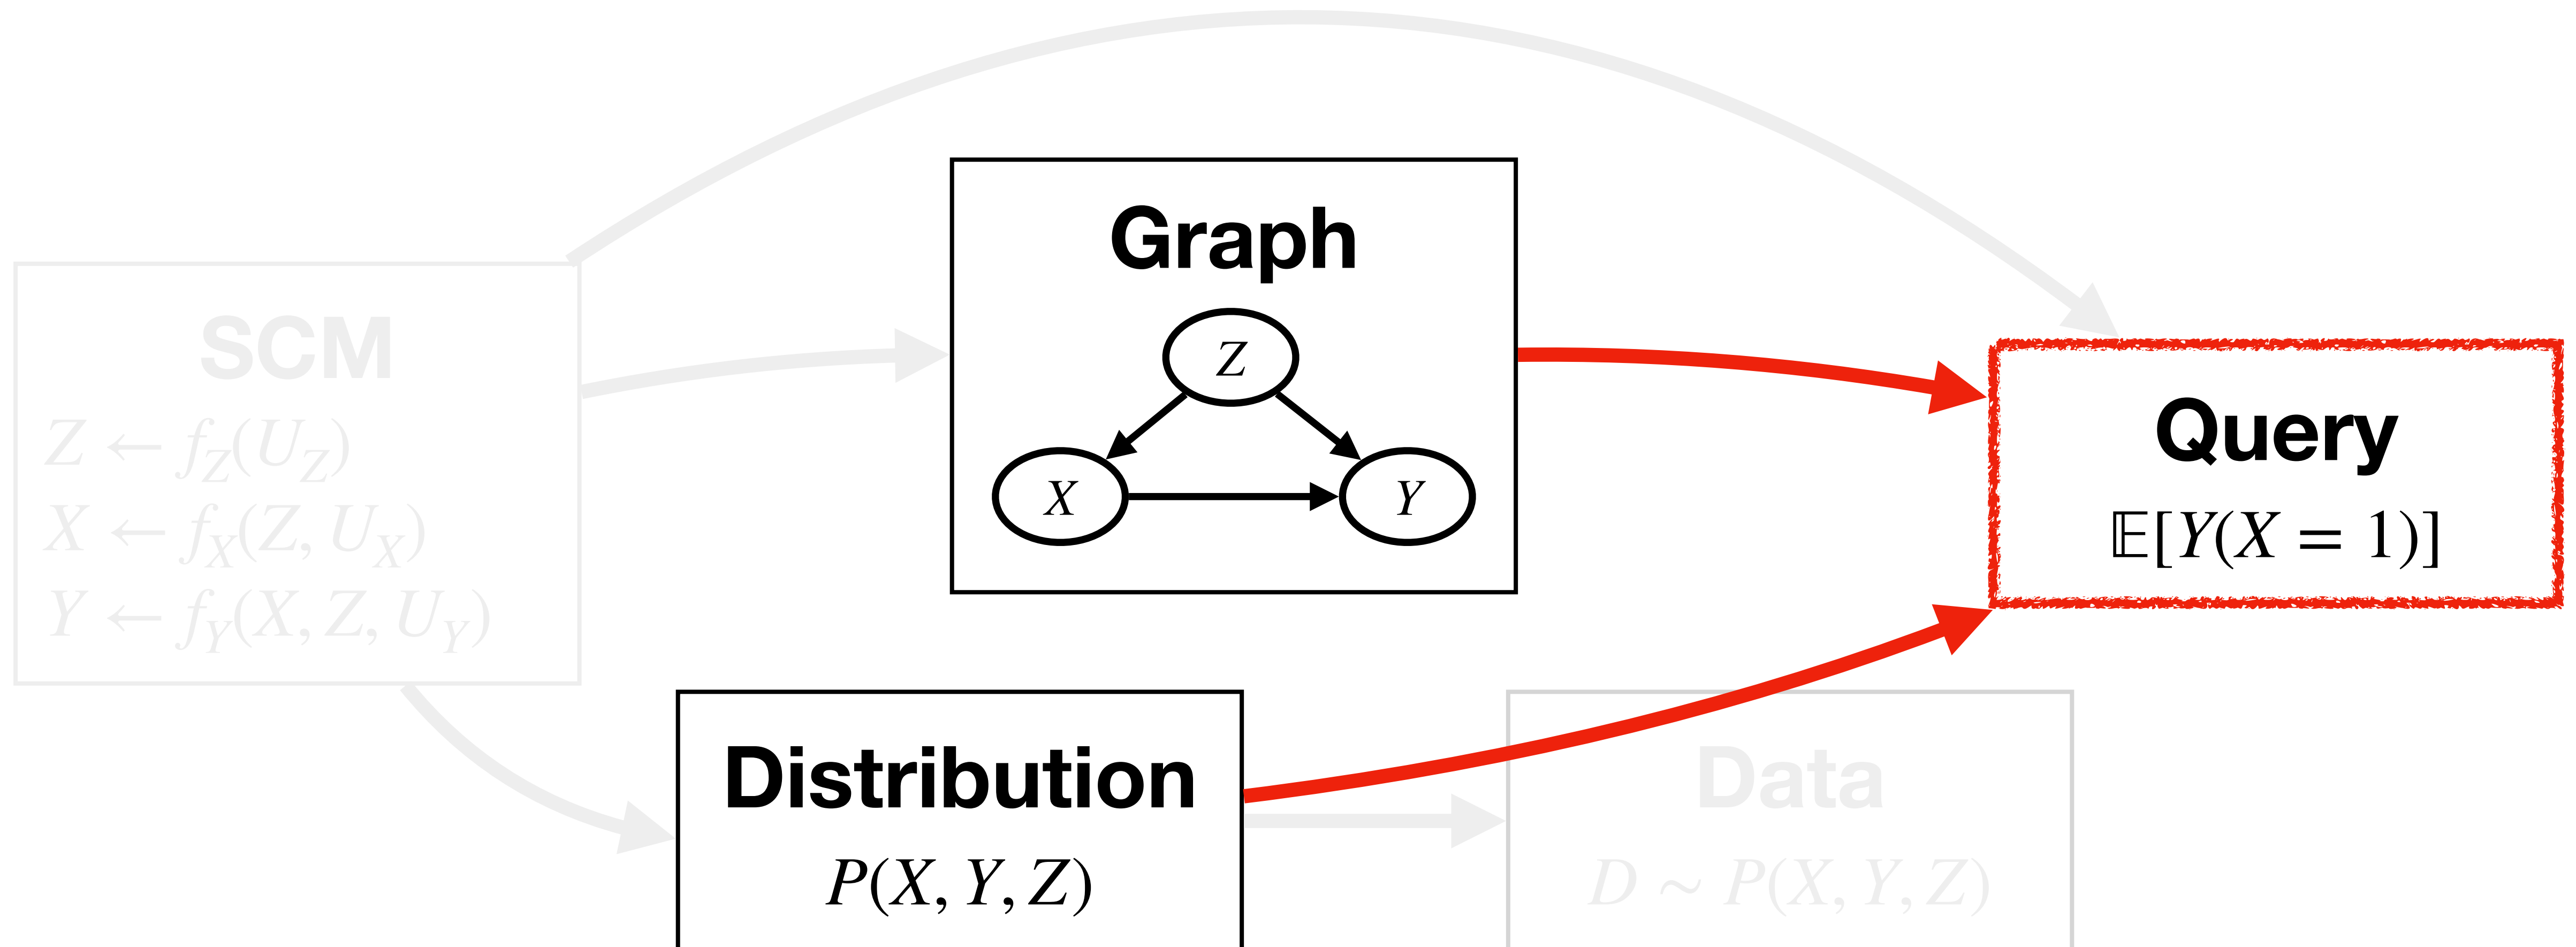 Graph
Z
X Y
SCM
Z ← f_Z(U_Z)
X ← f_X(Z, U_X)
Y ← f_Y(X, Z, U_Y)
Query
𝔼[Y(X = 1)]
Distribution
P(X, Y, Z)
Data
D ∼ P(X, Y, Z)